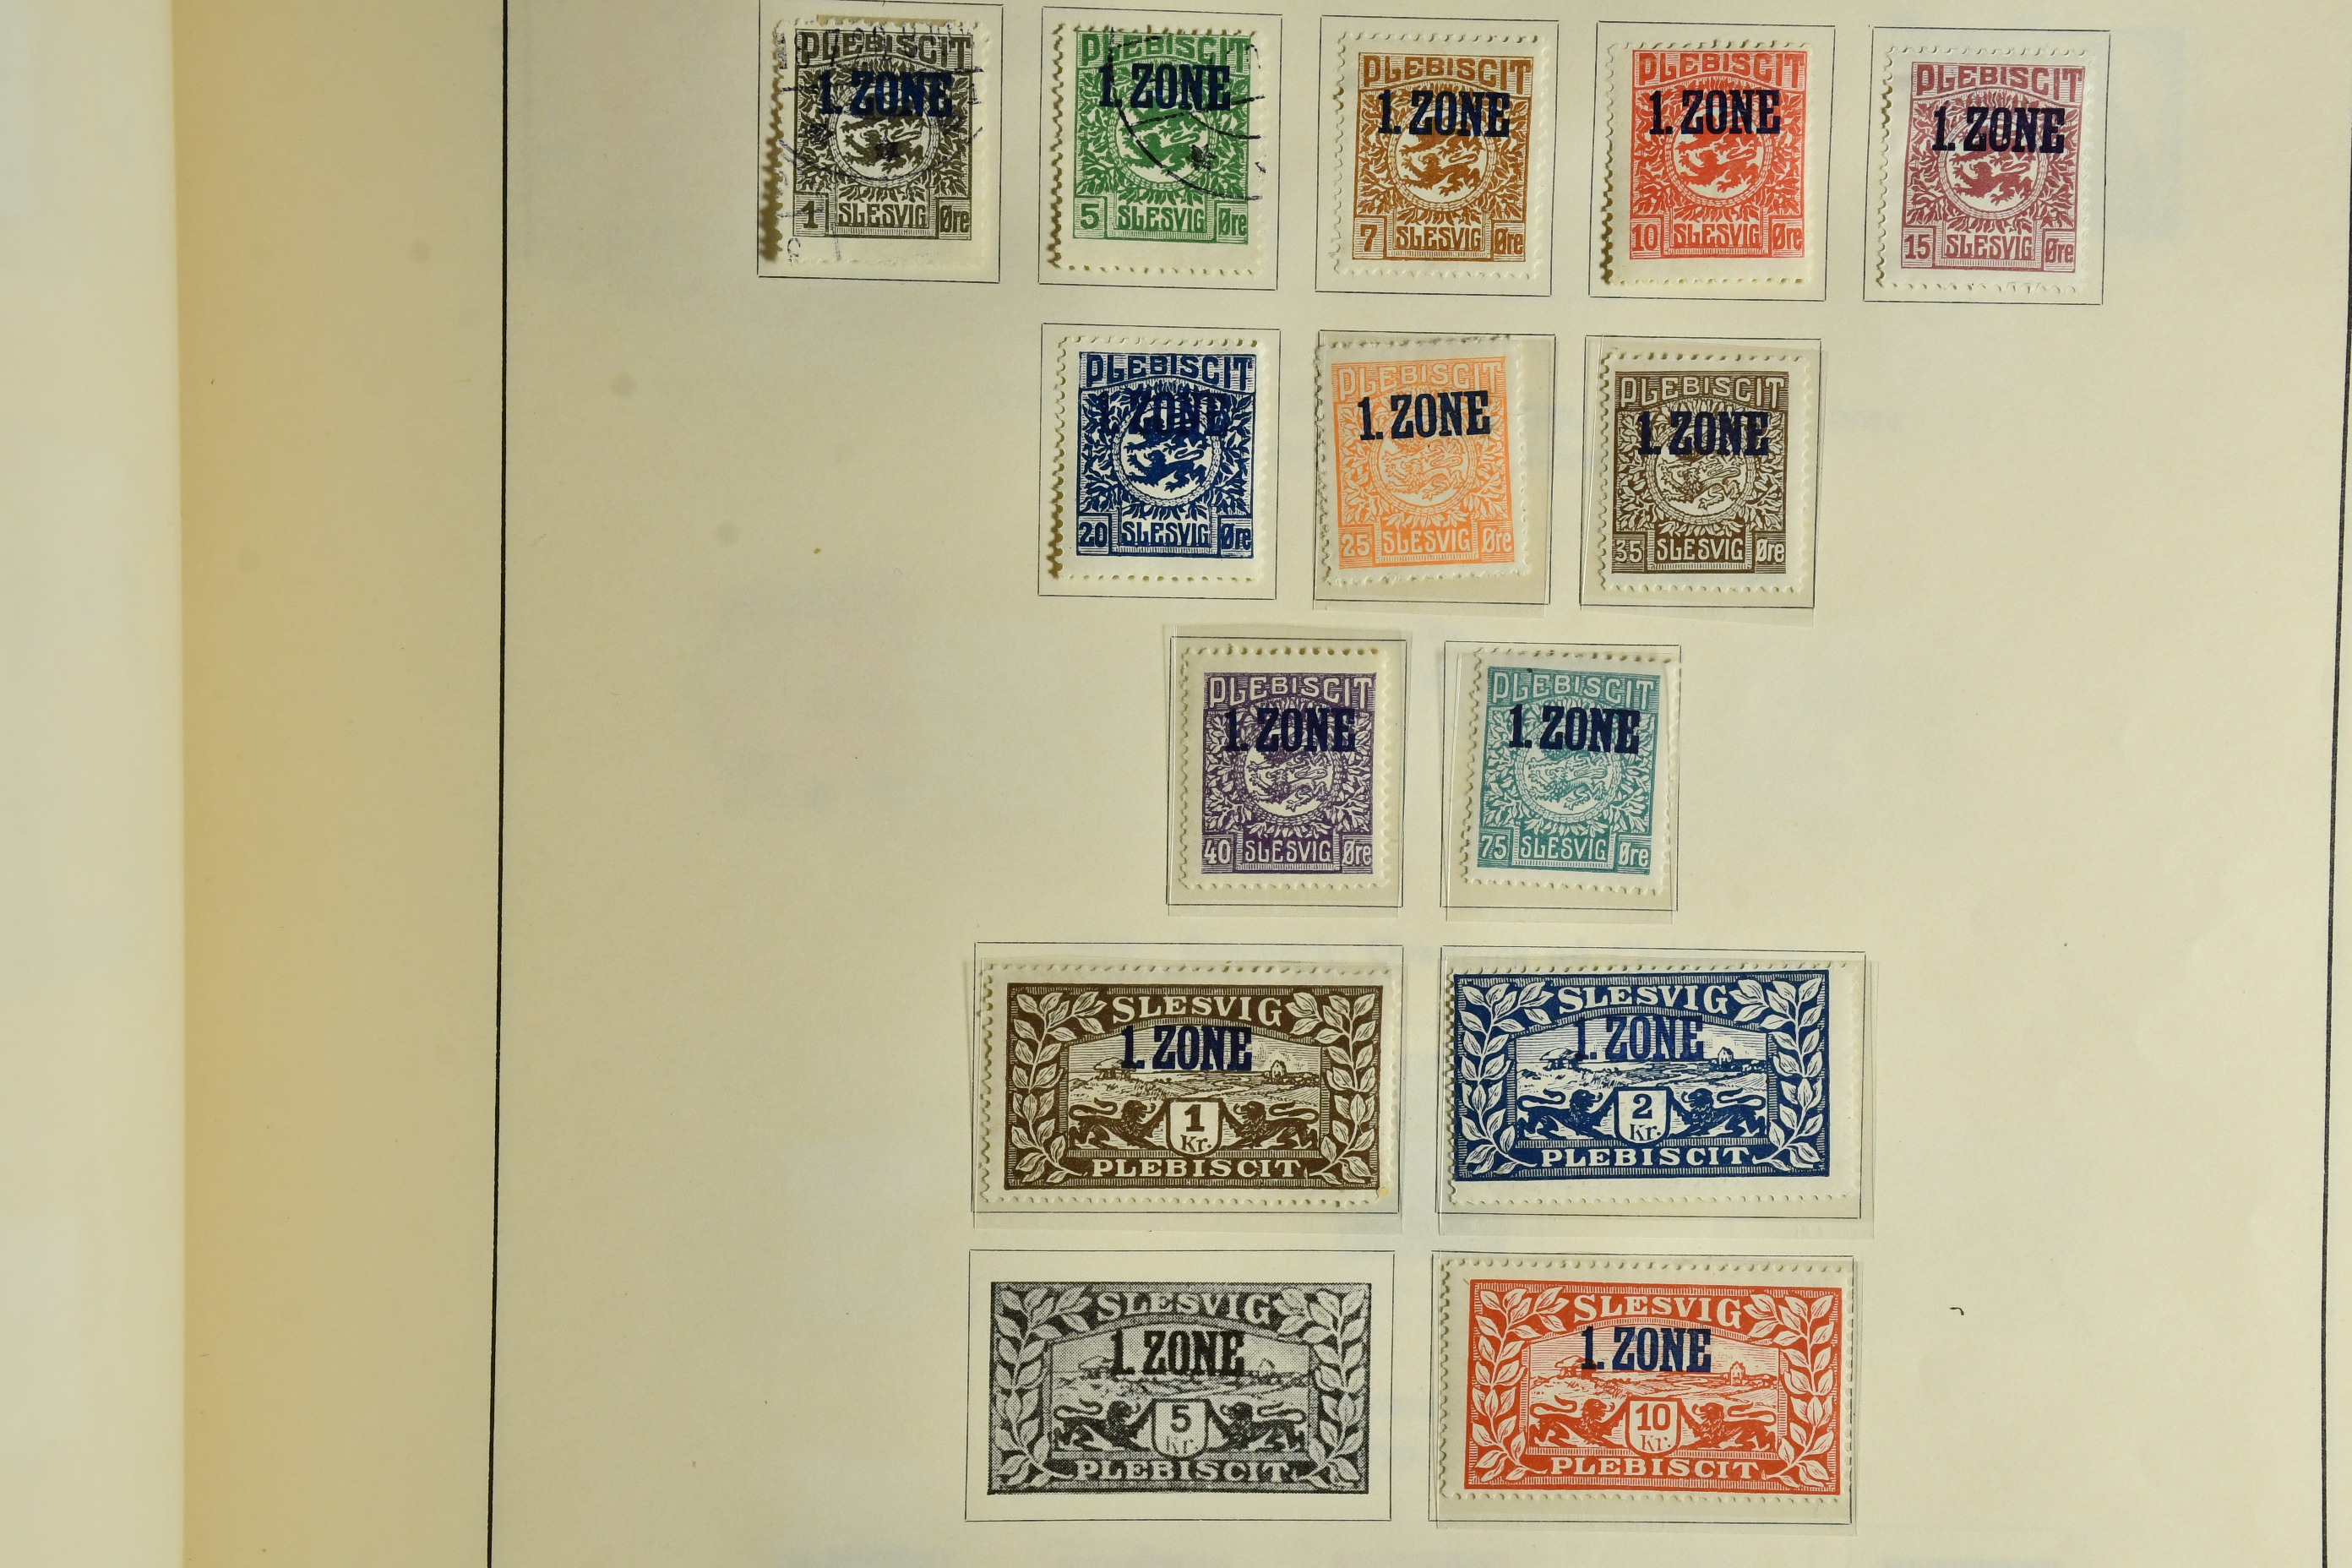 PLEBISCIT
1. ZONE
1 SLESVIG Øre
PLEBISCIT
1. ZONE
5 SLESVIG Øre
PLEBISCIT
1. ZONE
7 SLESVIG Øre
PLEBISCIT
1. ZONE
10 SLESVIG Øre
PLEBISCIT
1. ZONE
15 SLESVIG Øre
PLEBISCIT
1. ZONE
20 SLESVIG Øre
PLEBISCIT
1. ZONE
25 SLESVIG Øre
PLEBISCIT
1. ZONE
35 SLESVIG Øre
PLEBISCIT
1. ZONE
40 SLESVIG Øre
PLEBISCIT
1. ZONE
75 SLESVIG Øre
SLESVIG
1. ZONE
1
Kr.
PLEBISCIT
SLESVIG
1. ZONE
2
Kr.
PLEBISCIT
SLESVIG
1. ZONE
5
Kr.
PLEBISCIT
SLESVIG
1. ZONE
10
Kr.
PLEBISCIT